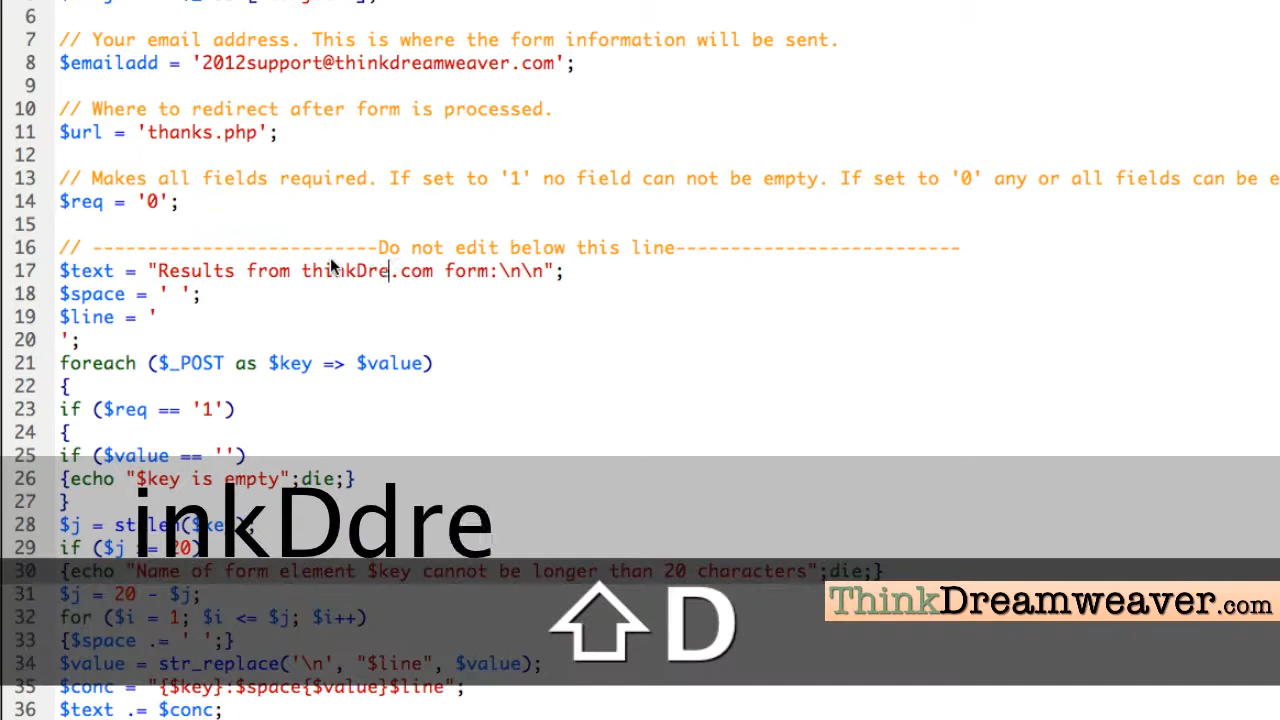 6
7 // Your email address. This is where the form information will be sent.
8 $emailadd = '2012support@thinkdreamweaver.com';
9
10 // Where to redirect after form is processed.
11 $url = 'thanks.php';
12
13 // Makes all fields required. If set to '1' no field can not be empty. If set to '0' any or all fields can be e
14 $req = '0';
15
16 // --------------------------Do not edit below this line--------------------------
17 $text = "Results from thinkDre.com form:\n\n";
18 $space = ' ';
19 $line = '
20 ';
21 foreach ($_POST as $key => $value)
22 {
23 if ($req == '1')
24 {
25 if ($value == '')
26 {echo "$key is empty";die;}
27 }
inkDdre
28 $j = strlen($key);
29 if ($j >= 20)
30 {echo "Name of form element $key cannot be longer than 20 characters";die;}
31 $j = 20 - $j;
ThinkDreamweaver.com
D
32 for ($i = 1; $i <= $j; $i++)
33 {$space .= ' ';}
34 $value = str_replace('\n', "$line", $value);
35 $conc = "{$key}:$space{$value}$line";
36 $text .= $conc;